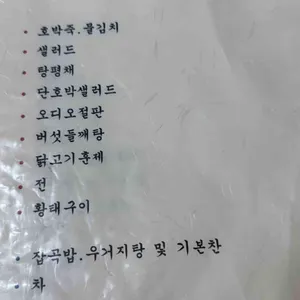 호박죽.물김치
샐러드
탕평채
단호박샐러드
오디오절판
버섯들깨탕
닭고기훈제
전
황태구이
잡곡밥.우거지탕 및 기본찬
차